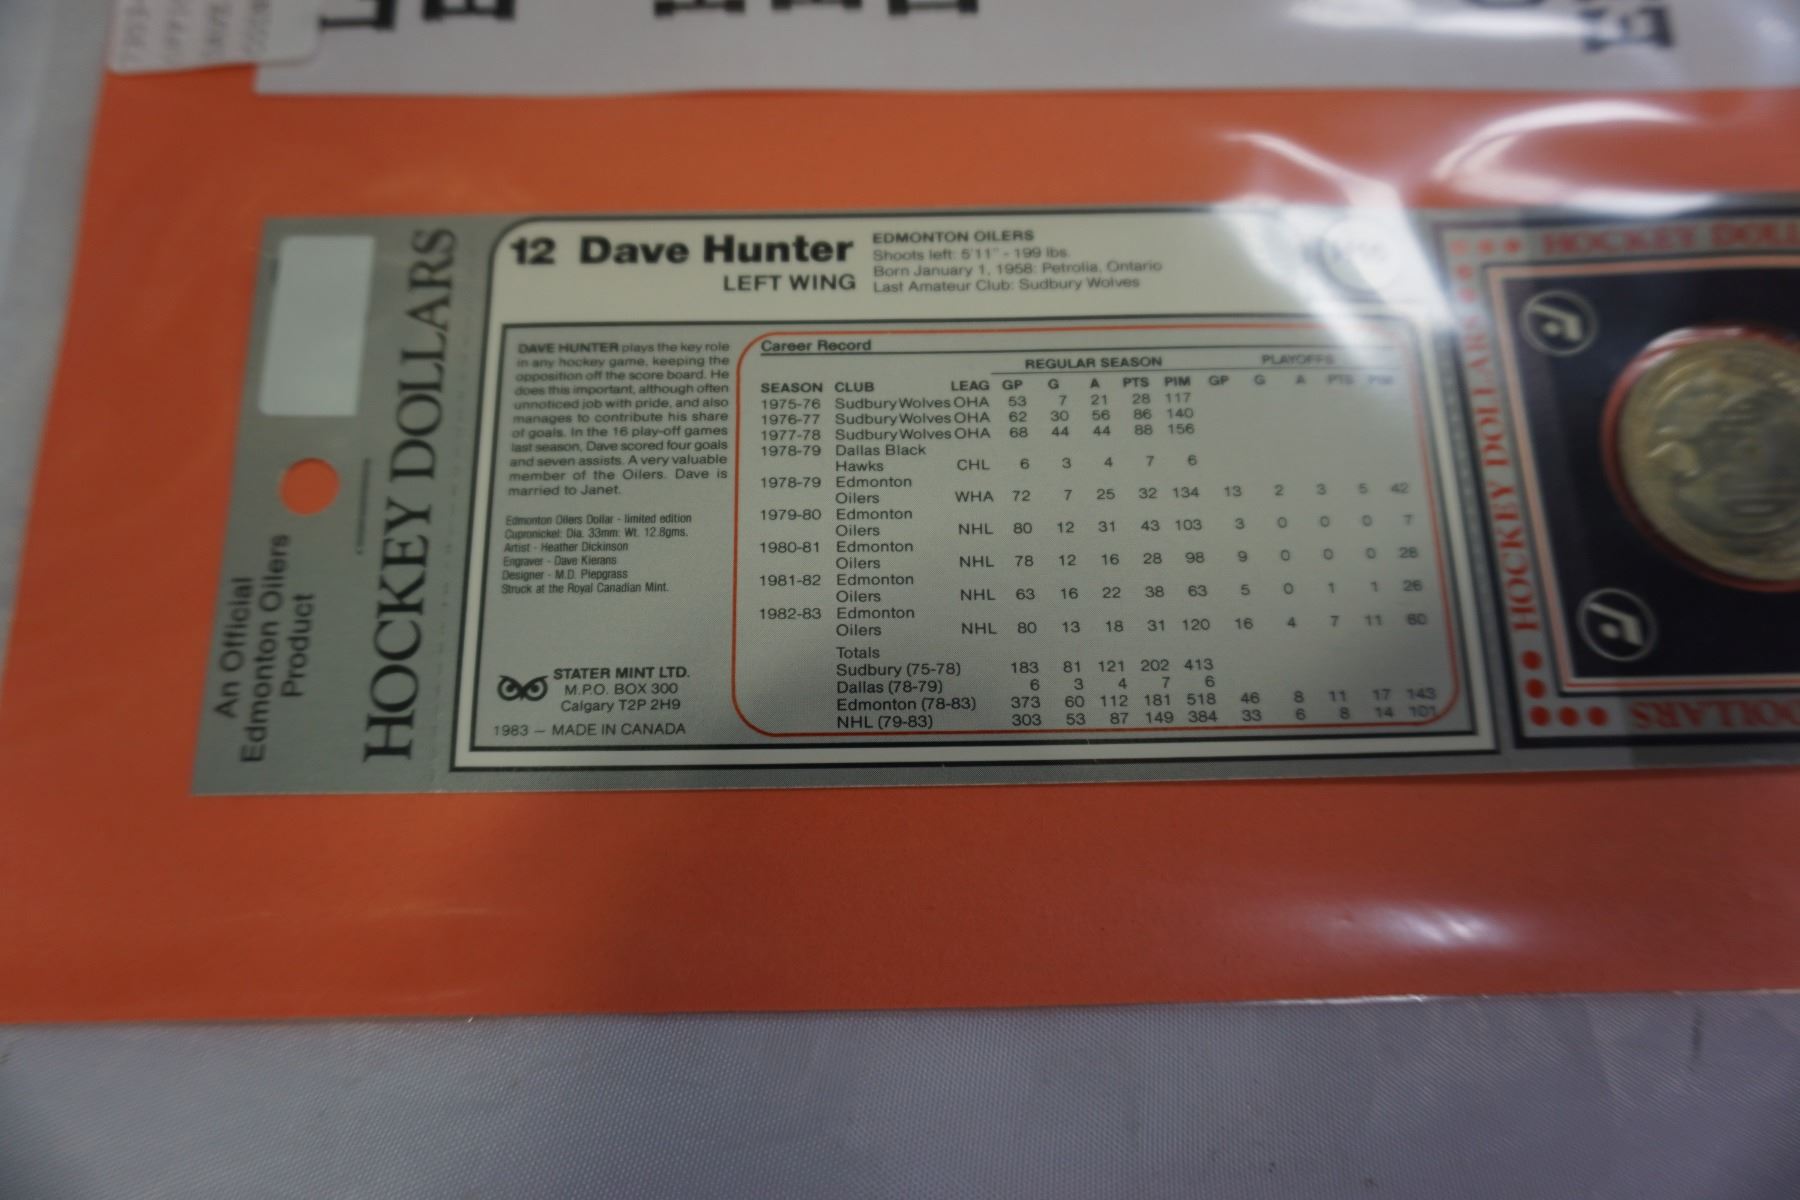 HOCKEY DOLLARS
An Official
Edmonton Oilers
Product
12 Dave Hunter
LEFT WING
EDMONTON OILERS
Shoots left: 5'11" - 199 lbs.
Born January 1, 1958: Petrolia, Ontario
Last Amateur Club: Sudbury Wolves
DAVE HUNTER plays the key role
in any hockey game, keeping the
opposition off the score board. He
does this important, although often
unnoticed job with pride, and also
manages to contribute his share
of goals. In the 16 play-off games
last season, Dave scored four goals
and seven assists. A very valuable
member of the Oilers. Dave is
married to Janet.
Edmonton Oilers Dollar - limited edition
Cupronickel: Dia. 33mm: Wt. 12.8gms.
Artist - Heather Dickinson
Engraver - Dave Kierans
Designer - M.D. Piepgrass
Struck at the Royal Canadian Mint.
STATER MINT LTD.
M.P.O. BOX 300
Calgary T2P 2H9
1983 — MADE IN CANADA
Career Record
REGULAR SEASON PLAYOFFS
SEASON CLUB LEAG GP G A PTS PIM GP G A PTS PIM
1975-76 Sudbury Wolves OHA 53 7 21 28 117
1976-77 Sudbury Wolves OHA 62 30 56 86 140
1977-78 Sudbury Wolves OHA 68 44 44 88 156
1978-79 Dallas Black
Hawks CHL 6 3 4 7 6
1978-79 Edmonton
Oilers WHA 72 7 25 32 134 13 2 3 5 42
1979-80 Edmonton
Oilers NHL 80 12 31 43 103 3 0 0 0 7
1980-81 Edmonton
Oilers NHL 78 12 16 28 98 9 0 0 0 28
1981-82 Edmonton
Oilers NHL 63 16 22 38 63 5 0 1 1 26
1982-83 Edmonton
Oilers NHL 80 13 18 31 120 16 4 7 11 60
Totals
Sudbury (75-78) 183 81 121 202 413
Dallas (78-79) 6 3 4 7 6
Edmonton (78-83) 373 60 112 181 518 46 8 11 17 143
NHL (79-83) 303 53 87 149 384 33 6 8 14 101
HOCKEY
HOCKEY DOLLARS
DOLLARS